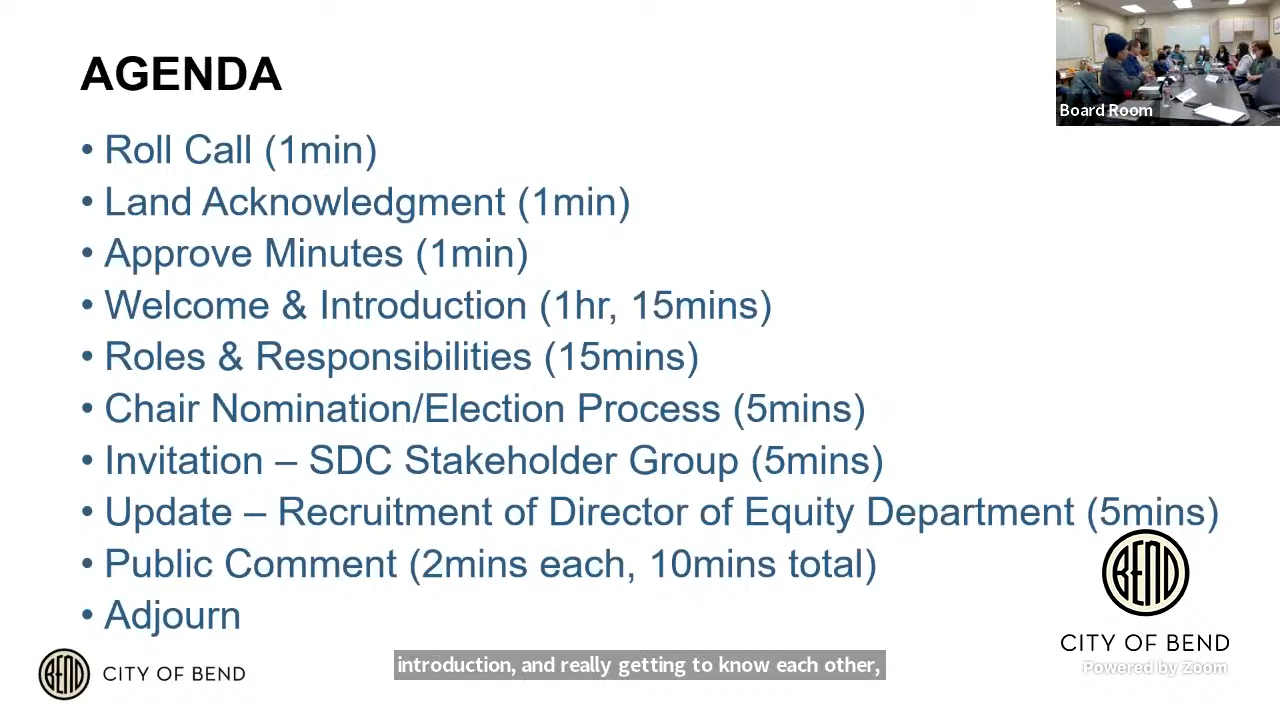 AGENDA
Board Room
• Roll Call (1min)
• Land Acknowledgment (1min)
• Approve Minutes (1min)
• Welcome & Introduction (1hr, 15mins)
• Roles & Responsibilities (15mins)
• Chair Nomination/Election Process (5mins)
• Invitation – SDC Stakeholder Group (5mins)
• Update – Recruitment of Director of Equity Department (5mins)
• Public Comment (2mins each, 10mins total)
• Adjourn
BEND
CITY OF BEND
Powered by Zoom
BEND CITY OF BEND
introduction, and really getting to know each other,